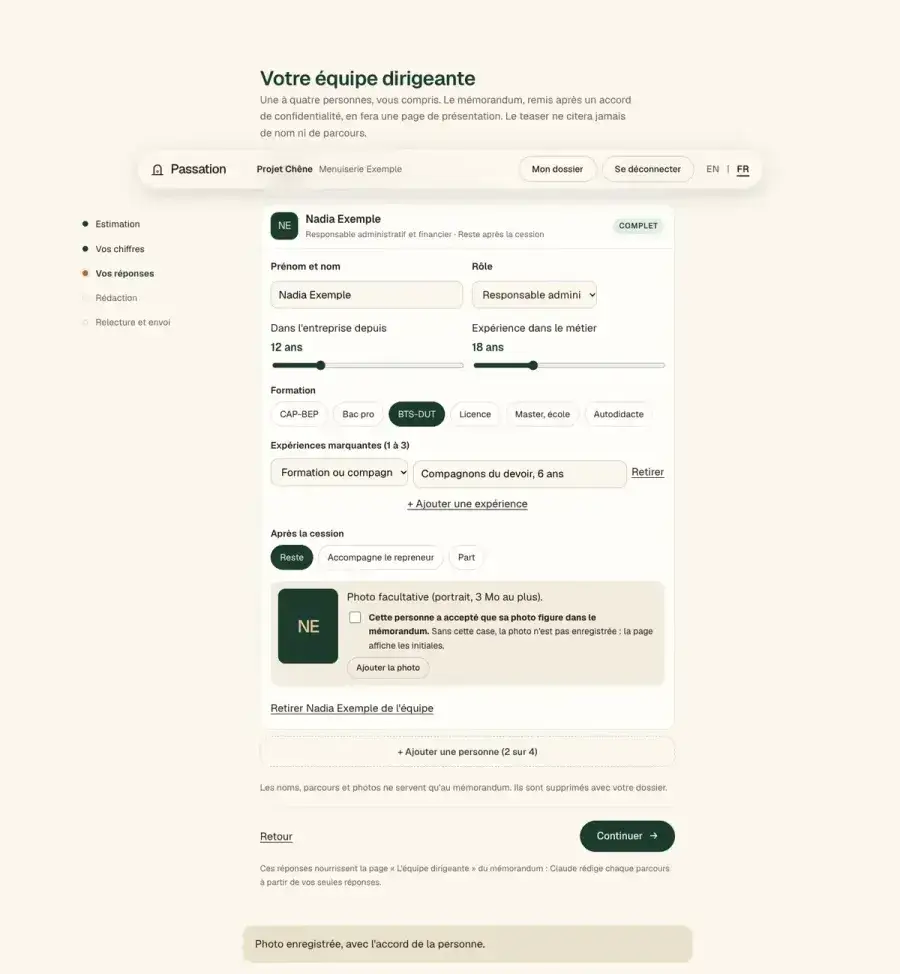 Votre équipe dirigeante
Une à quatre personnes, vous compris. Le mémorandum, remis après un accord
de confidentialité, en fera une page de présentation. Le teaser ne citera jamais
de nom ni de parcours.
Passation
Projet Chêne Menuiserie Exemple
Mon dossier
Se déconnecter
EN | FR
Estimation
Vos chiffres
Vos réponses
Rédaction
Relecture et envoi
NE
Nadia Exemple
Responsable administratif et financier · Reste après la cession
COMPLET
Prénom et nom
Rôle
Nadia Exemple
Responsable admini
Dans l'entreprise depuis
Expérience dans le métier
12 ans
18 ans
Formation
CAP-BEP
Bac pro
BTS-DUT
Licence
Master, école
Autodidacte
Expériences marquantes (1 à 3)
Formation ou compagn
Compagnons du devoir, 6 ans
Retirer
+ Ajouter une expérience
Après la cession
Reste
Accompagne le repreneur
Part
NE
Photo facultative (portrait, 3 Mo au plus).
Cette personne a accepté que sa photo figure dans le
mémorandum. Sans cette case, la photo n'est pas enregistrée : la page
affiche les initiales.
Ajouter la photo
Retirer Nadia Exemple de l'équipe
+ Ajouter une personne (2 sur 4)
Les noms, parcours et photos ne servent qu'au mémorandum. Ils sont supprimés avec votre dossier.
Retour
Continuer →
Ces réponses nourrissent la page « L'équipe dirigeante » du mémorandum : Claude rédige chaque parcours
à partir de vos seules réponses.
Photo enregistrée, avec l'accord de la personne.